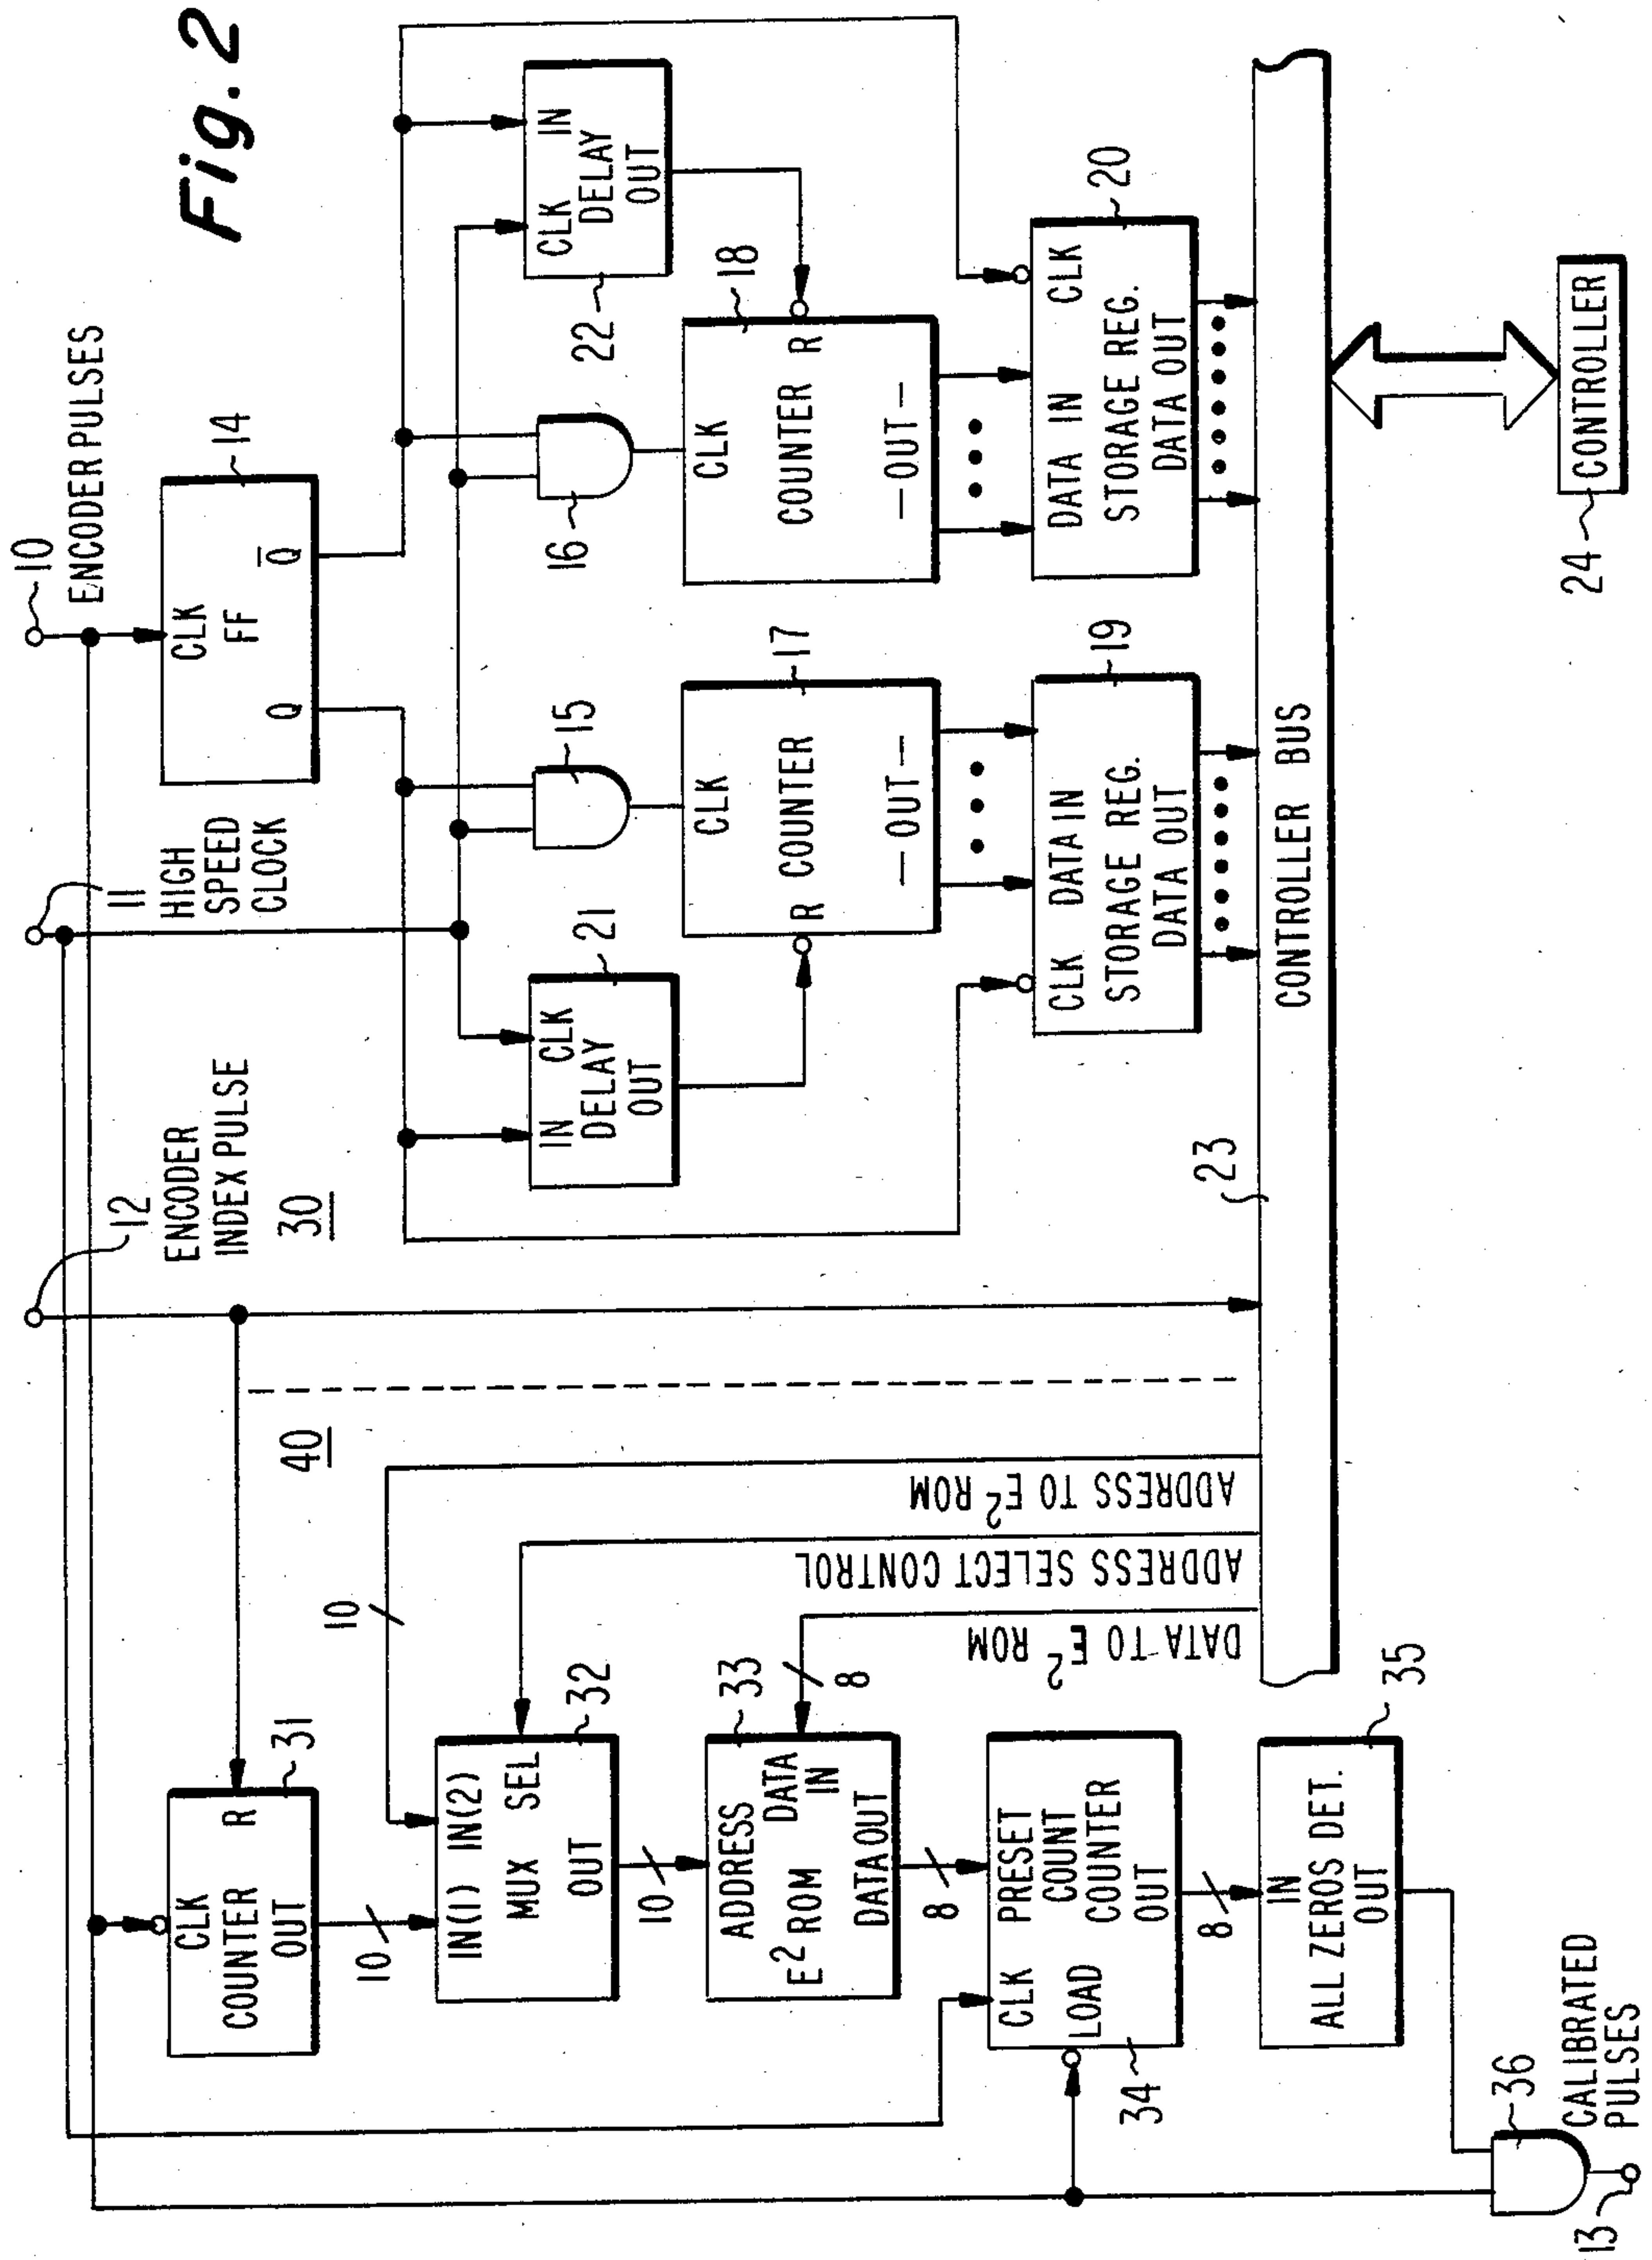 Fig. 2
12
ENCODER
INDEX PULSE
11
HIGH
SPEED
CLOCK
10
ENCODER PULSES
30
40
CLK
FF
Q
Q̅
14
CLK
R
COUNTER
OUT
31
10
10
IN(1) IN(2)
MUX SEL
OUT
32
10
ADDRESS
DATA
IN
E² ROM
DATA OUT
33
8
8
CLK PRESET
COUNT
COUNTER
LOAD
OUT
34
8
IN
ALL ZEROS DET.
OUT
35
36
13
CALIBRATED
PULSES
ADDRESS TO E² ROM
ADDRESS SELECT CONTROL
DATA TO E² ROM
IN CLK
DELAY
OUT
21
15
16
CLK IN
DELAY
OUT
22
CLK
R COUNTER
—OUT—
17
CLK
COUNTER R
—OUT—
18
CLK DATA IN
STORAGE REG.
DATA OUT
19
DATA IN CLK
STORAGE REG.
DATA OUT
20
23
CONTROLLER BUS
24
CONTROLLER